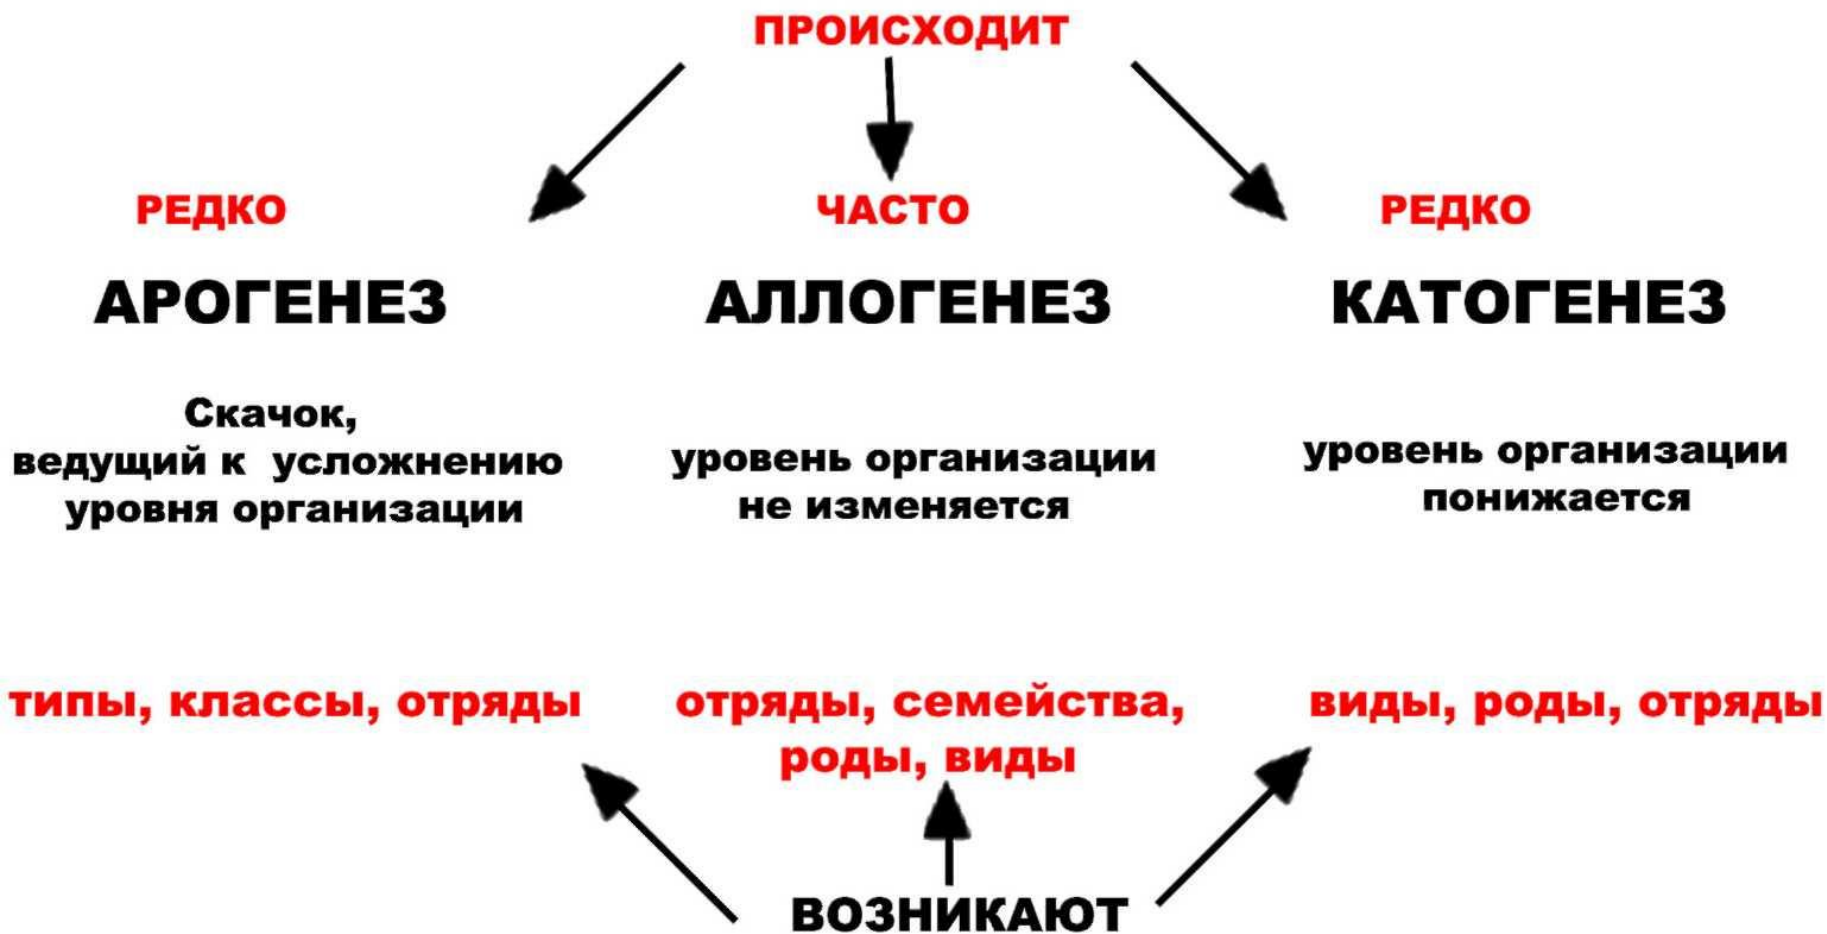 ПРОИСХОДИТ
РЕДКО
ЧАСТО
РЕДКО
АРОГЕНЕЗ
АЛЛОГЕНЕЗ
КАТОГЕНЕЗ
Скачок,
ведущий к усложнению
уровня организации
уровень организации
не изменяется
уровень организации
понижается
типы, классы, отряды
отряды, семейства,
роды, виды
виды, роды, отряды
ВОЗНИКАЮТ